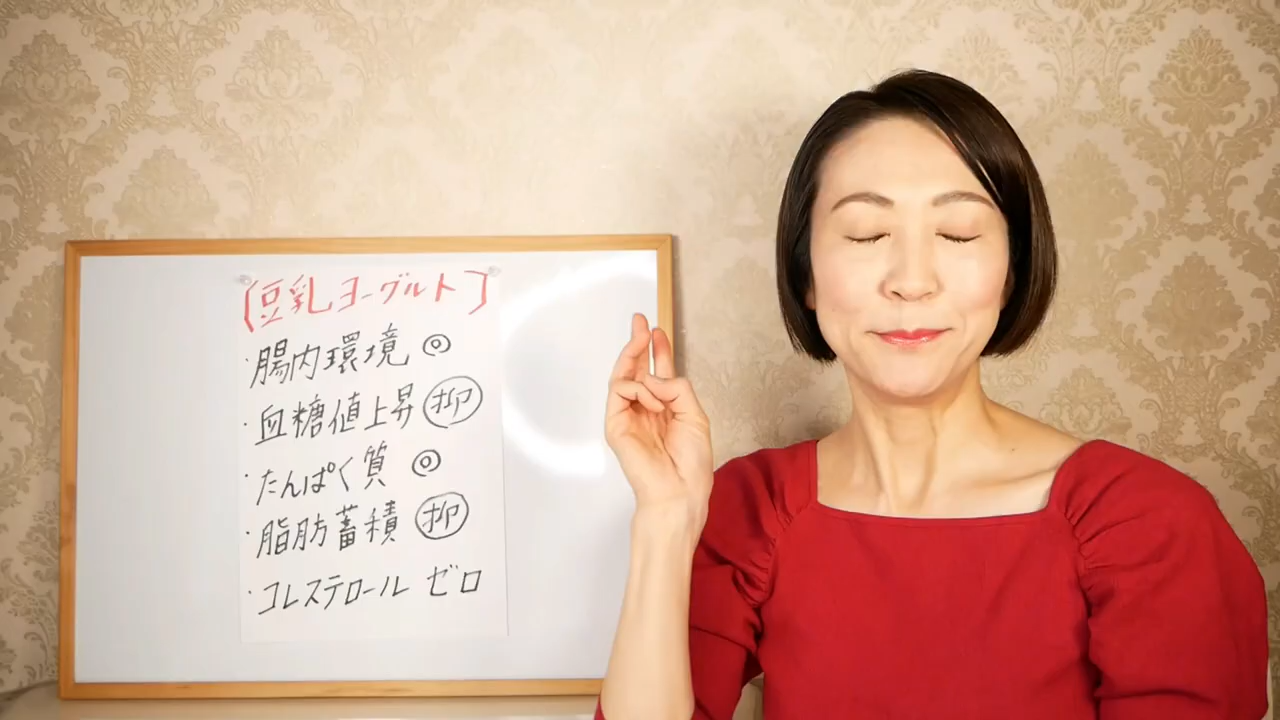 [豆乳ヨーグルト]
・腸内環境 ◎
・血糖値上昇 抑
・たんぱく質 ◎
・脂肪蓄積 抑
・コレステロール ゼロ